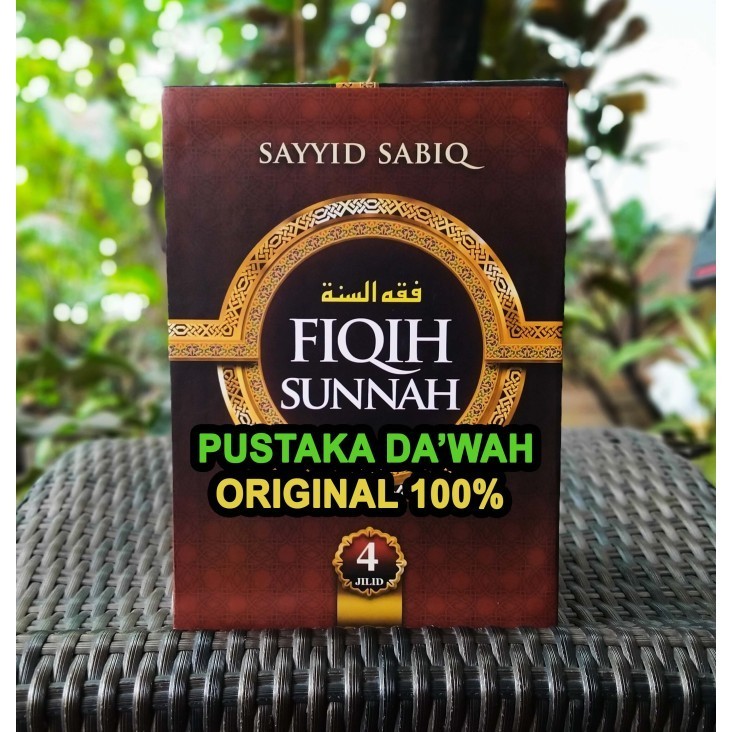 SAYYID SABIQ
فقه السنة
FIQIH
SUNNAH
PUSTAKA DA'WAH
ORIGINAL 100%
4
JILID